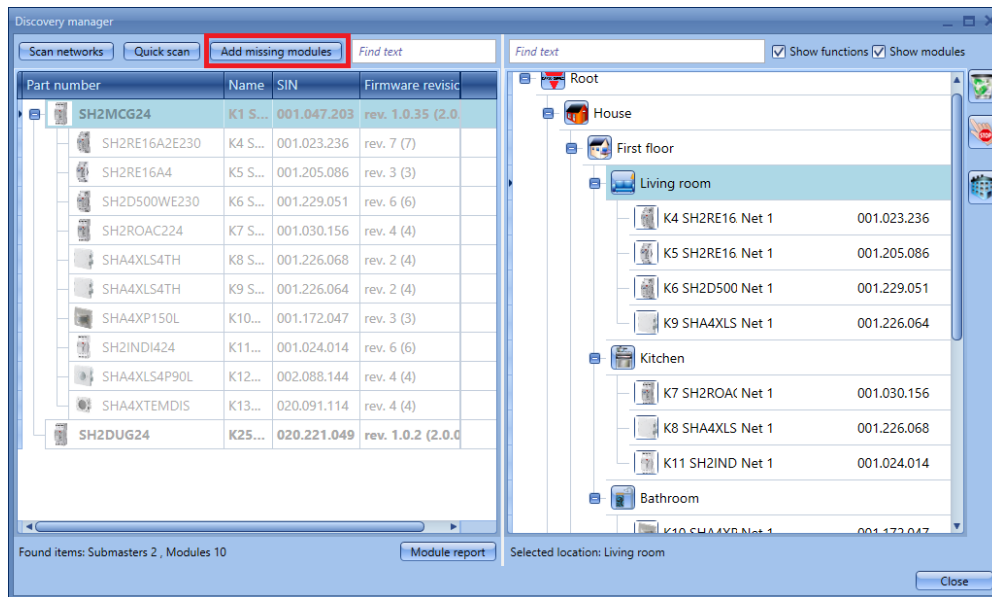 Discovery manager
Scan networks Quick scan Add missing modules Find text
Part number Name SIN Firmware revisic
SH2MCG24 K1 S... 001.047.203 rev. 1.0.35 (2.0.
SH2RE16A2E230 K4 S... 001.023.236 rev. 7 (7)
SH2RE16A4 K5 S... 001.205.086 rev. 3 (3)
SH2D500WE230 K6 S... 001.229.051 rev. 6 (6)
SH2ROAC224 K7 S... 001.030.156 rev. 4 (4)
SHA4XLS4TH K8 S... 001.226.068 rev. 2 (4)
SHA4XLS4TH K9 S... 001.226.064 rev. 2 (4)
SHA4XP150L K10... 001.172.047 rev. 3 (3)
SH2INDI424 K11... 001.024.014 rev. 6 (6)
SHA4XLS4P90L K12... 002.088.144 rev. 4 (4)
SHA4XTEMDIS K13... 020.091.114 rev. 4 (4)
SH2DUG24 K25... 020.221.049 rev. 1.0.2 (2.0.0
Found items: Submasters 2 , Modules 10 Module report
Find text Show functions Show modules
Root
House
First floor
Living room
K4 SH2RE16. Net 1 001.023.236
K5 SH2RE16. Net 1 001.205.086
K6 SH2D500 Net 1 001.229.051
K9 SHA4XLS Net 1 001.226.064
Kitchen
K7 SH2ROA( Net 1 001.030.156
K8 SHA4XLS Net 1 001.226.068
K11 SH2IND Net 1 001.024.014
Bathroom
K10 SHA4XP Net 1 001.172.047
STOP
Selected location: Living room
Close